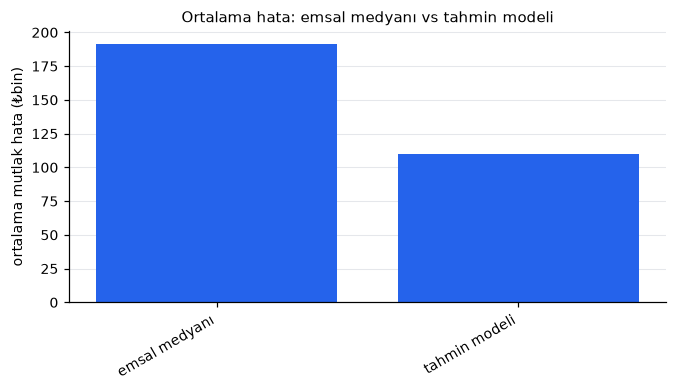 Ortalama hata: emsal medyanı vs tahmin modeli
ortalama mutlak hata (₺bin)
200
175
150
125
100
75
50
25
0
emsal medyanı
tahmin modeli